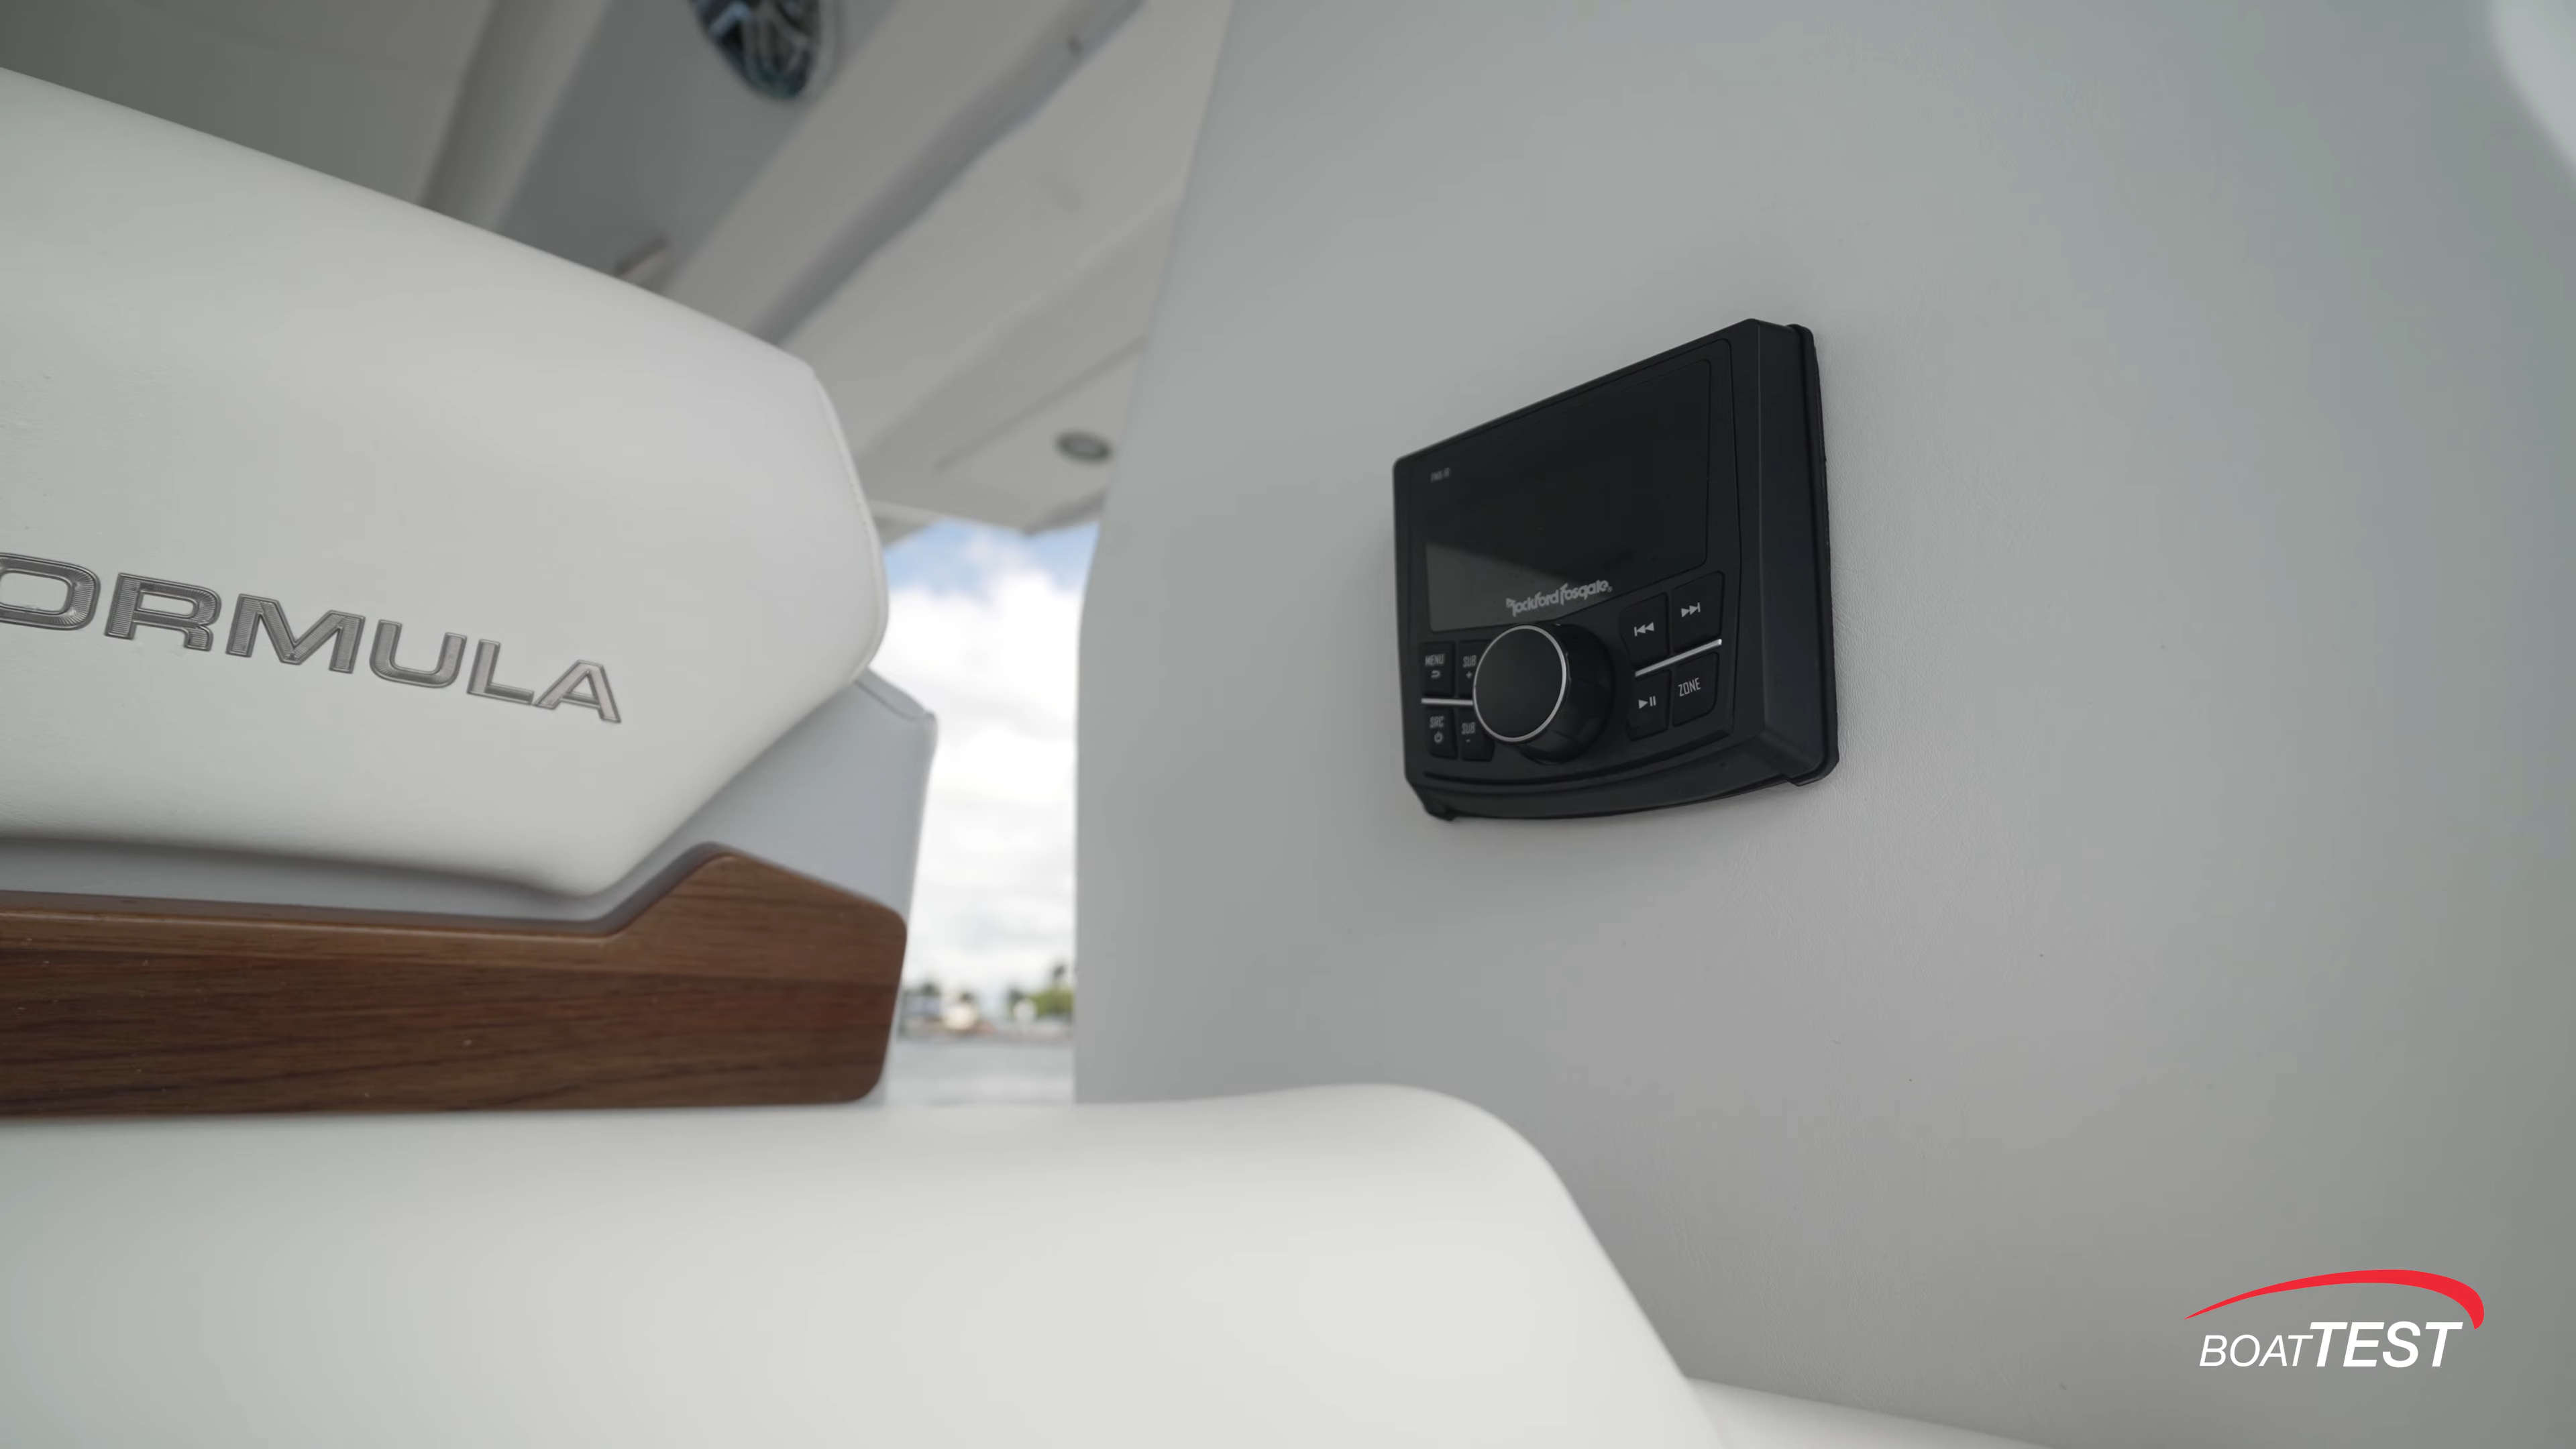 ORMULA
Rockford Fosgate
MENU
SUB
+
SRC
SUB
-
ZONE
BOATTEST